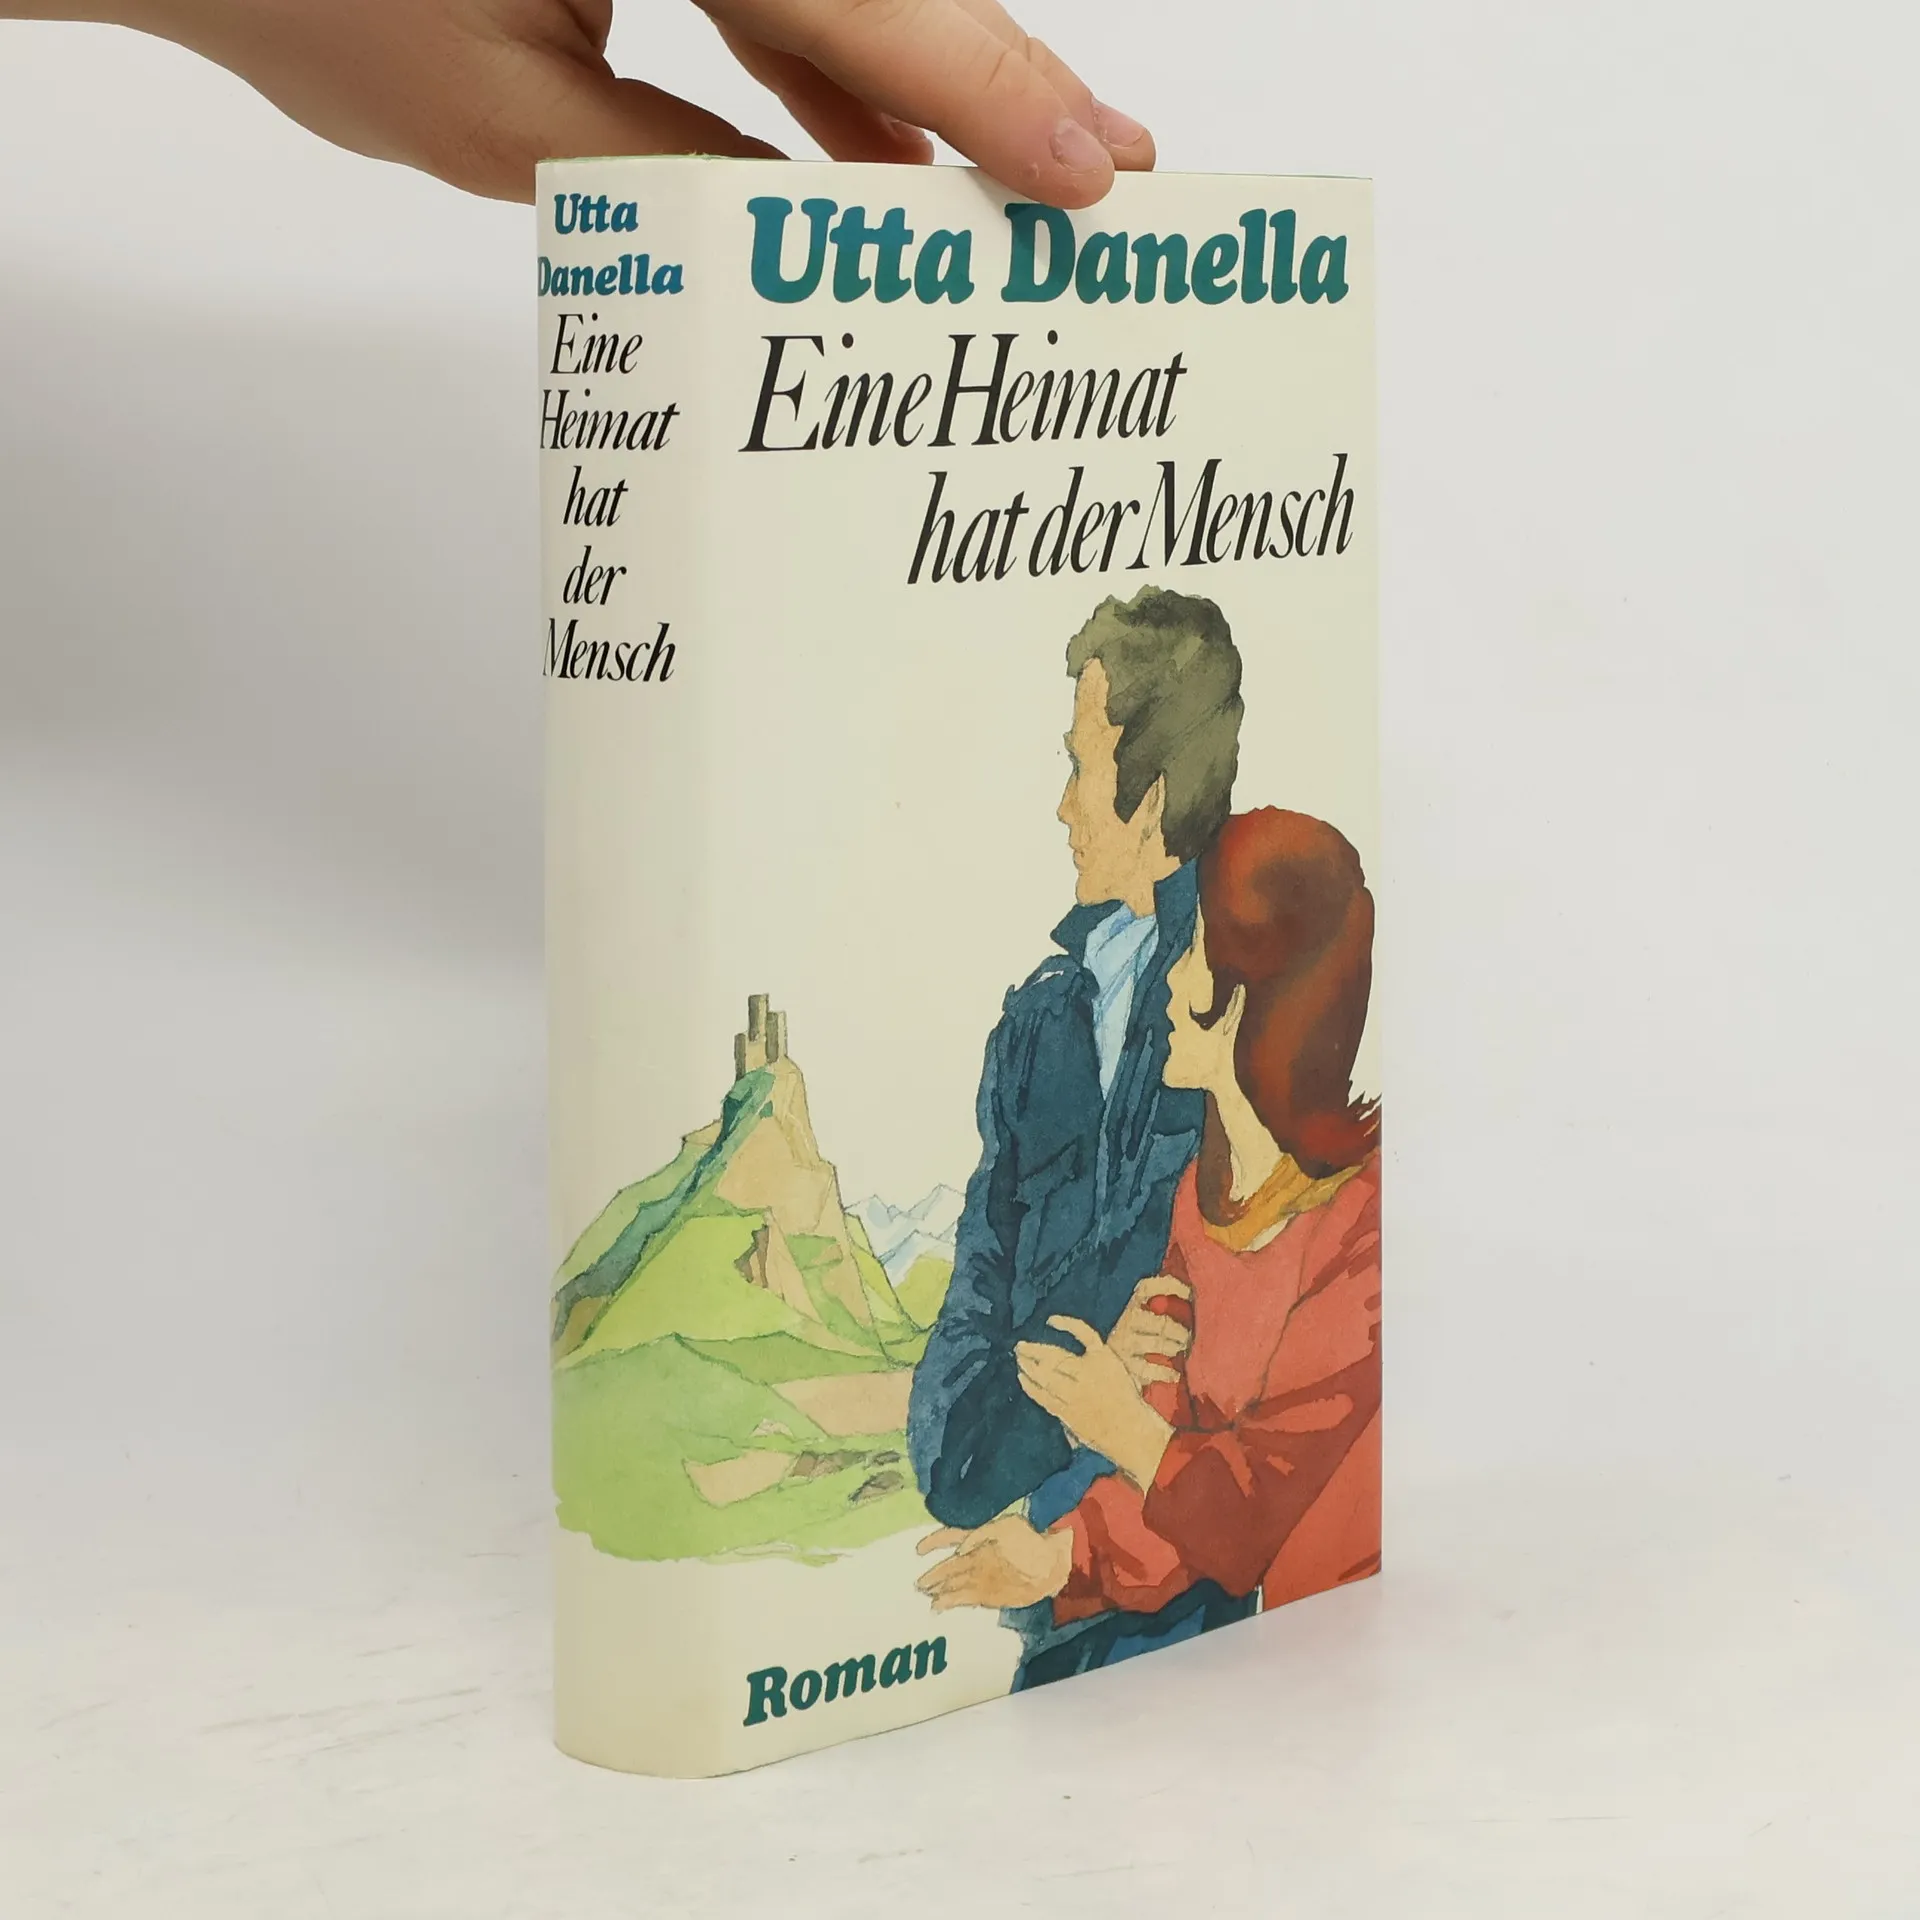 Utta
Danella
Eine
Heimat
hat
der
Mensch
Utta Danella
Eine Heimat
hat der Mensch
Roman